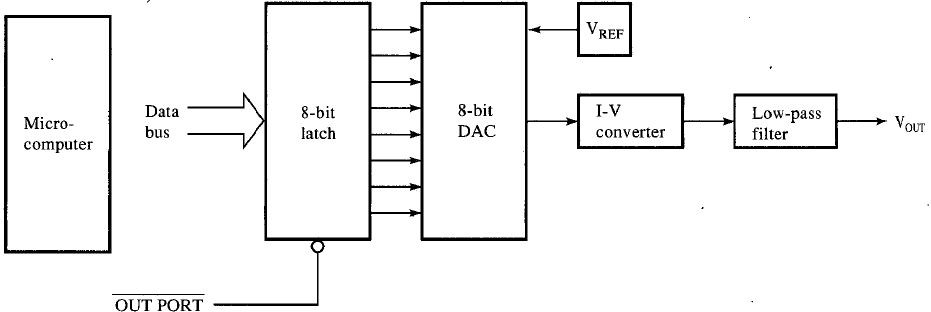 V_REF
Micro-
computer
Data
bus
8-bit
latch
8-bit
DAC
I-V
converter
Low-pass
filter
V_OUT
OUT PORT